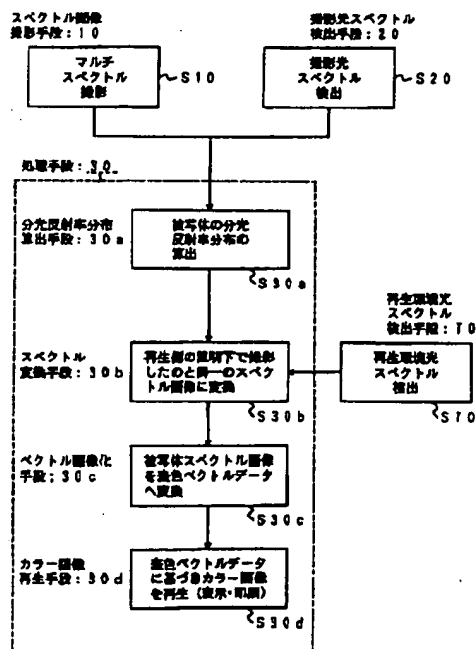 スペクトル画像
撮影手段：１０
撮影光スペクトル
検出手段：２０
マルチ
スペクトル
撮影
S10
撮影光
スペクトル
検出
S20
処理手段：３０
分光反射率分布
算出手段：３０a
被写体の分光
反射率分布の
算出
S30a
再生環境光
スペクトル
検出手段：７０
スペクトル
変換手段：３０b
再生側の照明下で撮影
したのと同一のスペク
トル画像に変換
S30b
再生環境光
スペクトル
検出
S70
ベクトル画像化
手段：３０c
被写体スペクトル画像
を表色ベクトルデータ
へ変換
S30c
カラー画像
再生手段：３０d
表色ベクトルデータ
に基づきカラー画像
を再生（表示・印刷）
S30d